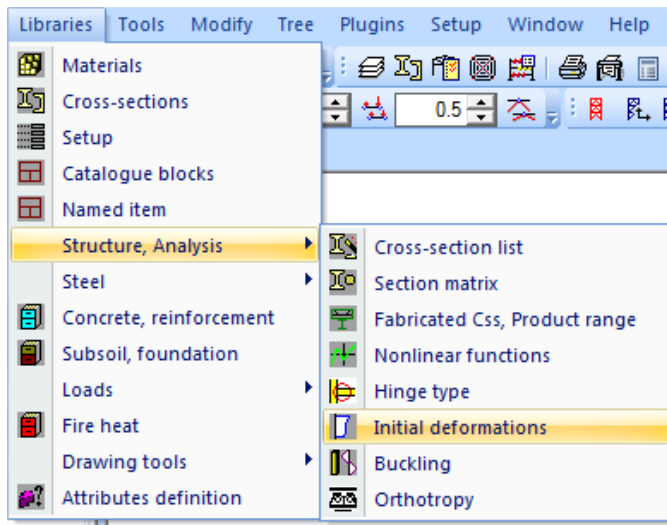 Libraries Tools Modify Tree Plugins Setup Window Help
Materials
Cross-sections
0.5
Setup
Catalogue blocks
Named item
Structure, Analysis
Steel
Concrete, reinforcement
Subsoil, foundation
Loads
Fire heat
Drawing tools
Attributes definition
Cross-section list
Section matrix
Fabricated Css, Product range
Nonlinear functions
Hinge type
Initial deformations
Buckling
Orthotropy